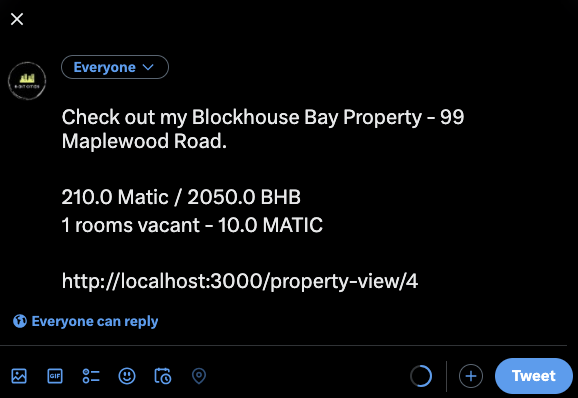 Everyone
Check out my Blockhouse Bay Property - 99
Maplewood Road.
210.0 Matic / 2050.0 BHB
1 rooms vacant - 10.0 MATIC
http://localhost:3000/property-view/4
Everyone can reply
GIF
Tweet